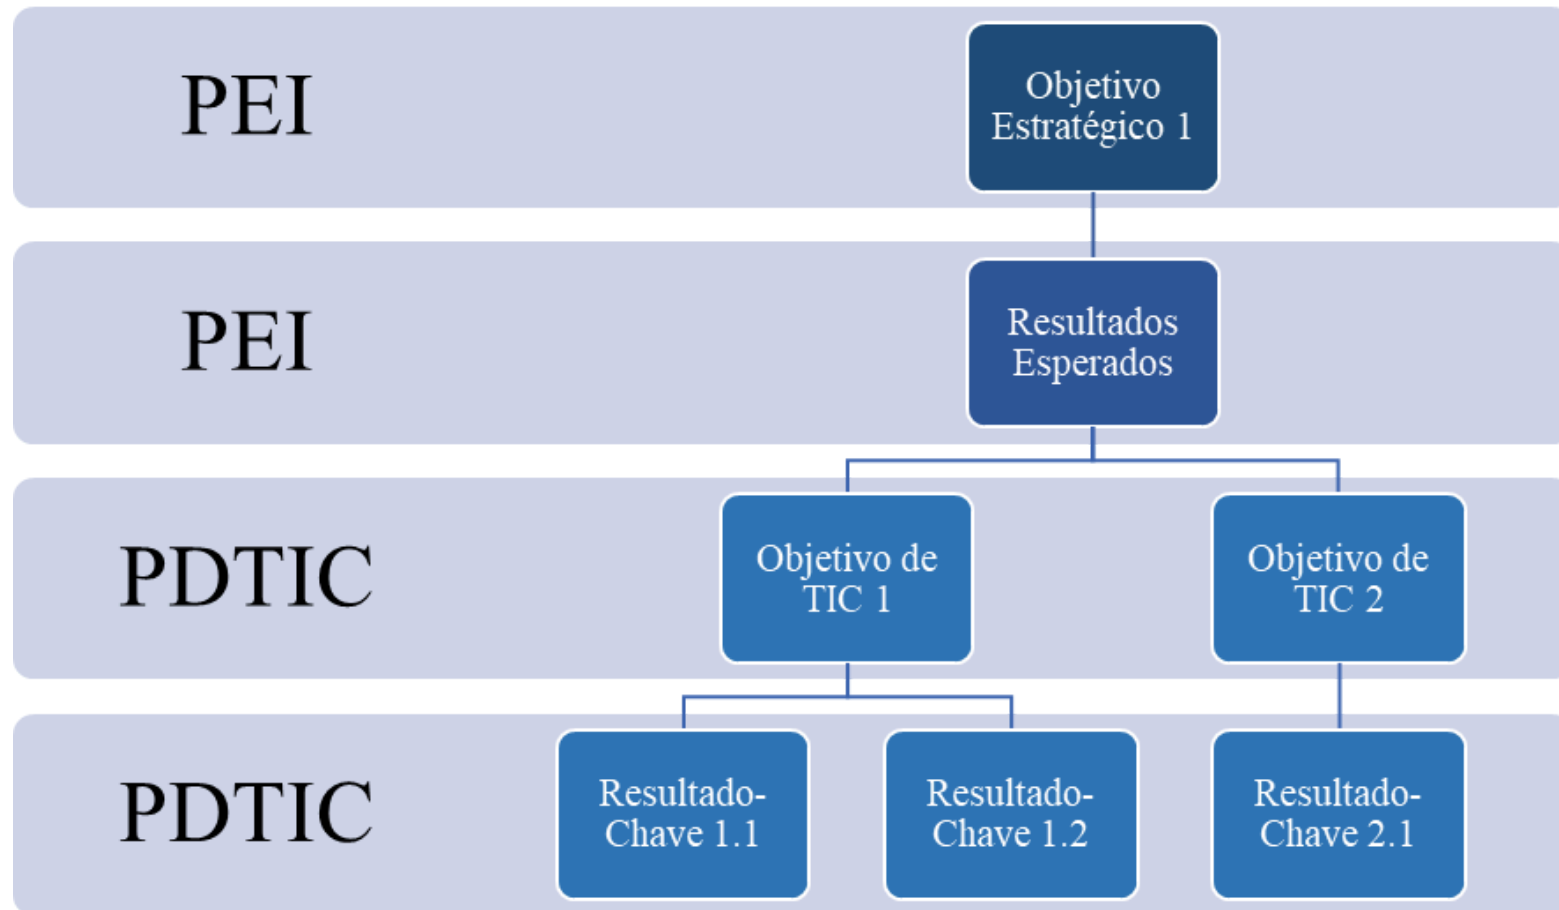 PEI
Objetivo
Estratégico 1
PEI
Resultados
Esperados
PDTIC
Objetivo de
TIC 1
Objetivo de
TIC 2
PDTIC
Resultado-
Chave 1.1
Resultado-
Chave 1.2
Resultado-
Chave 2.1